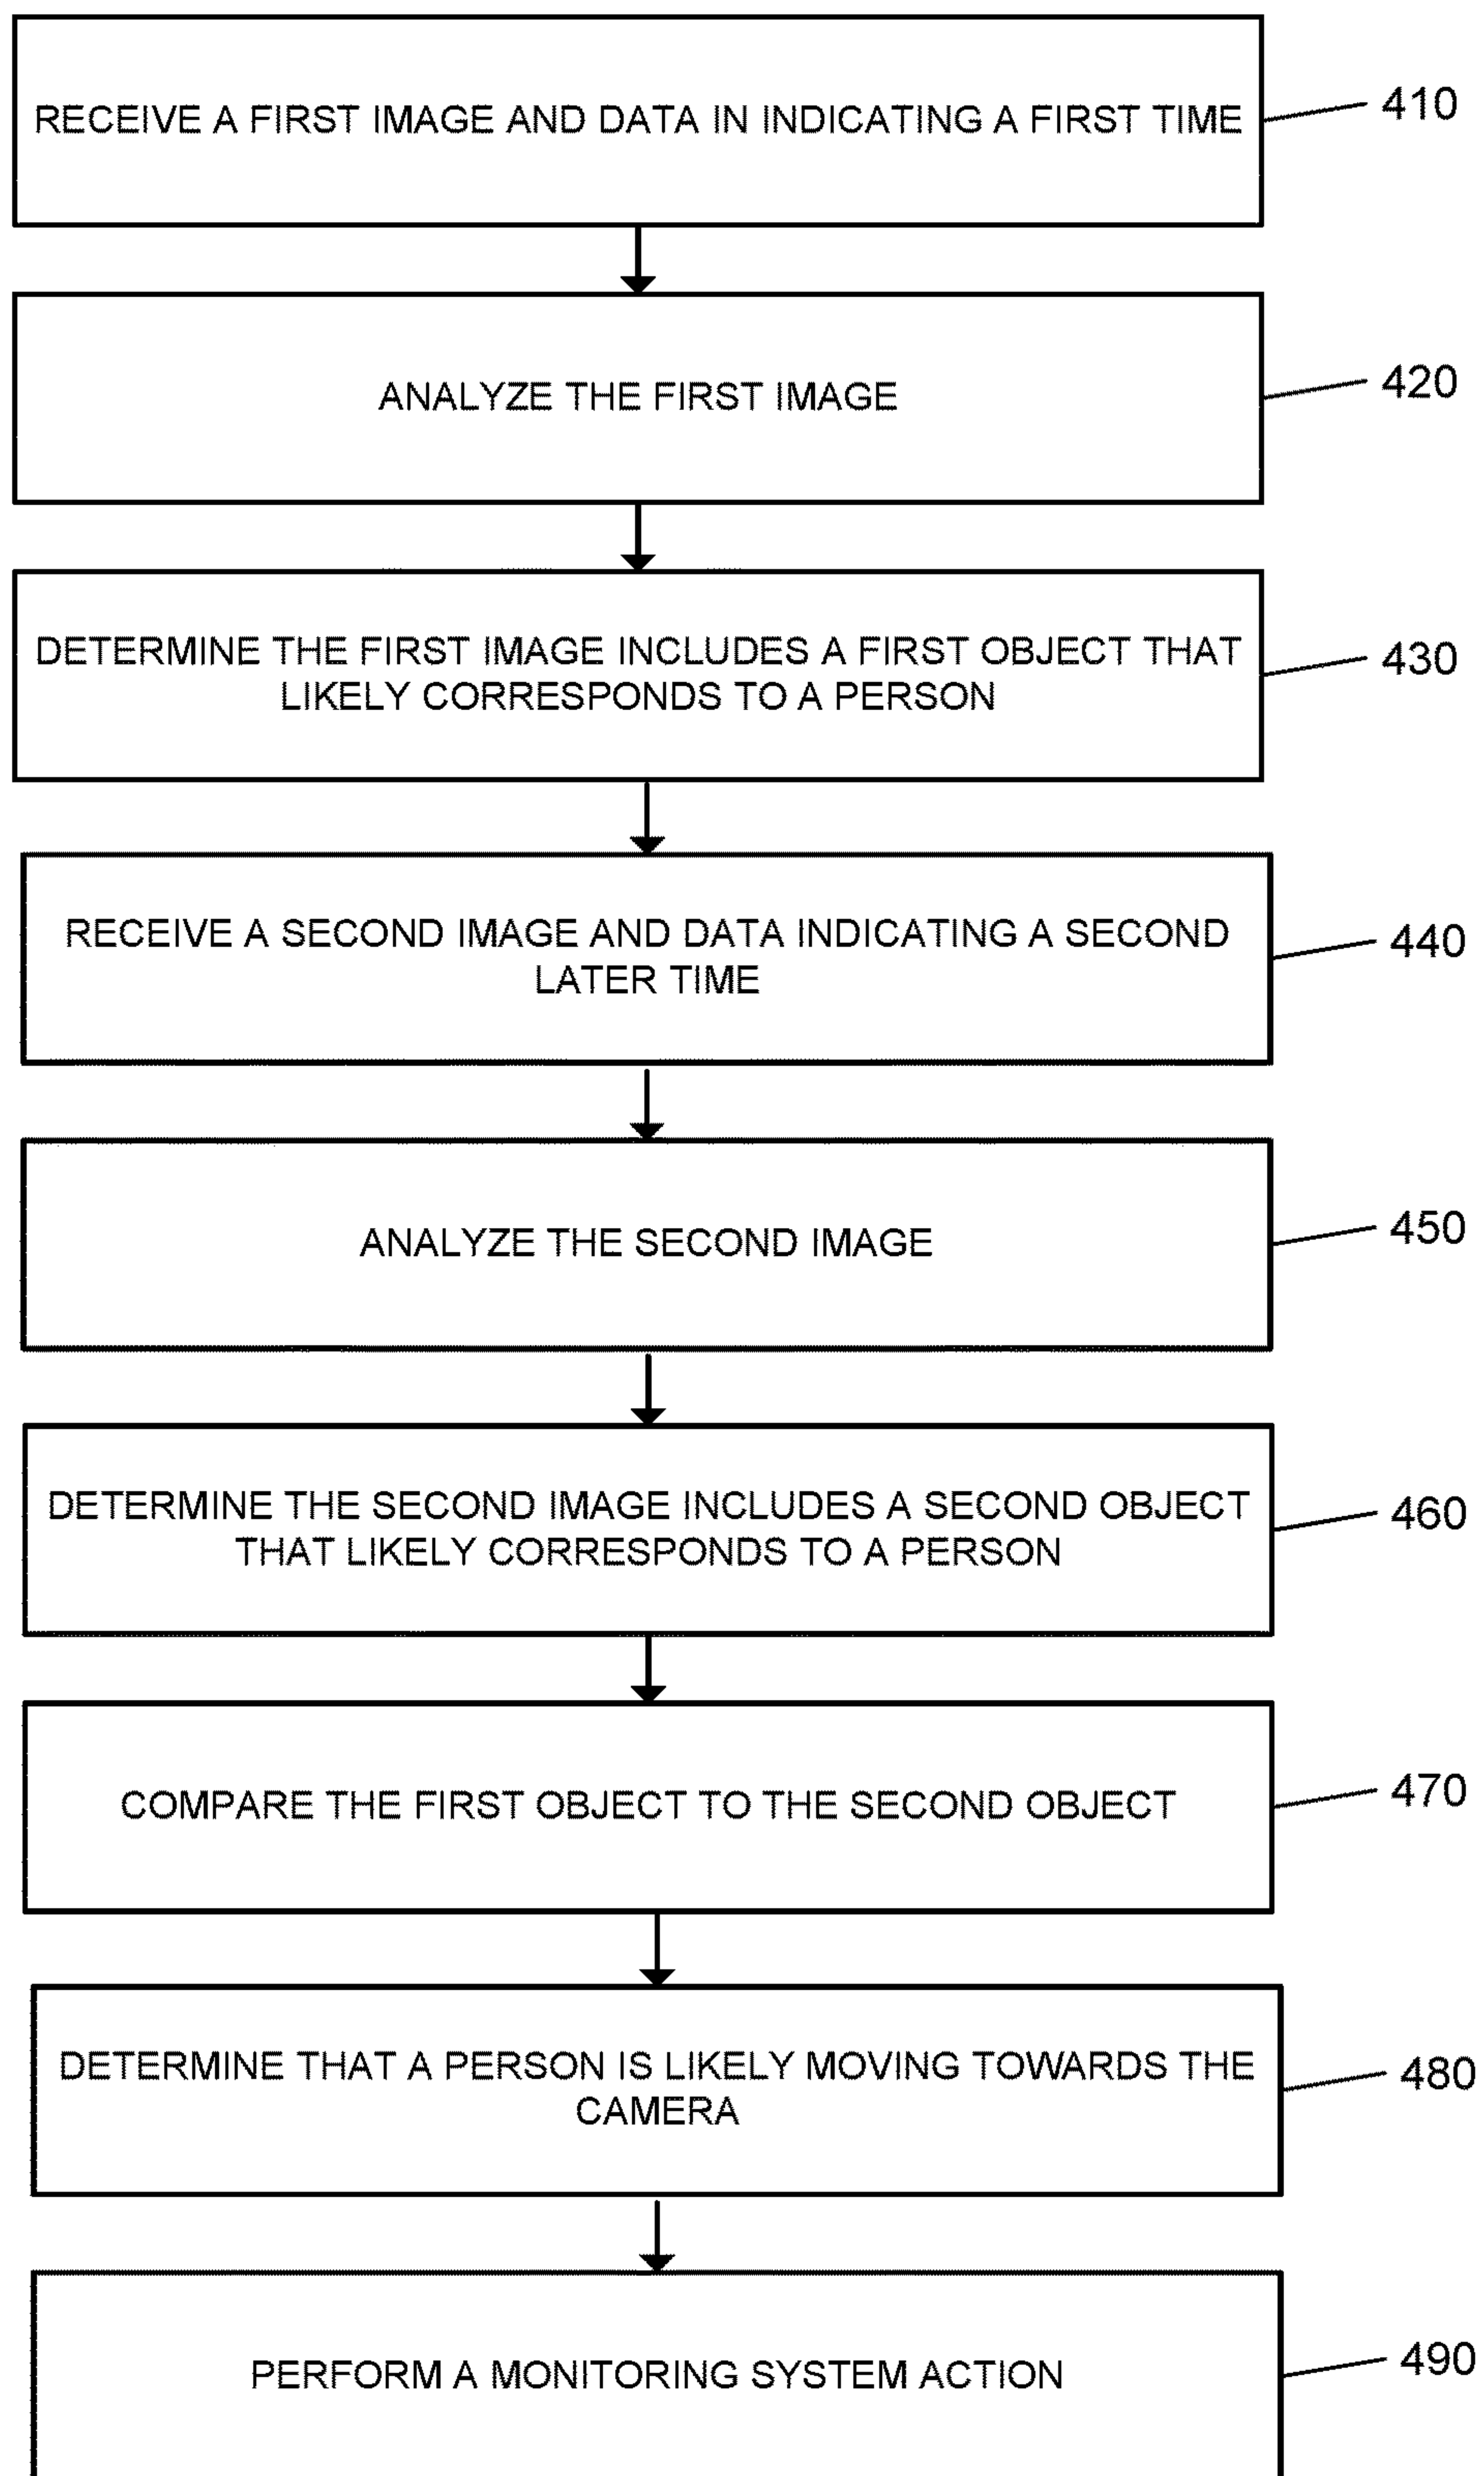 RECEIVE A FIRST IMAGE AND DATA IN INDICATING A FIRST TIME
410
ANALYZE THE FIRST IMAGE
420
DETERMINE THE FIRST IMAGE INCLUDES A FIRST OBJECT THAT
LIKELY CORRESPONDS TO A PERSON
430
RECEIVE A SECOND IMAGE AND DATA INDICATING A SECOND
LATER TIME
440
ANALYZE THE SECOND IMAGE
450
DETERMINE THE SECOND IMAGE INCLUDES A SECOND OBJECT
THAT LIKELY CORRESPONDS TO A PERSON
460
COMPARE THE FIRST OBJECT TO THE SECOND OBJECT
470
DETERMINE THAT A PERSON IS LIKELY MOVING TOWARDS THE
CAMERA
480
PERFORM A MONITORING SYSTEM ACTION
490